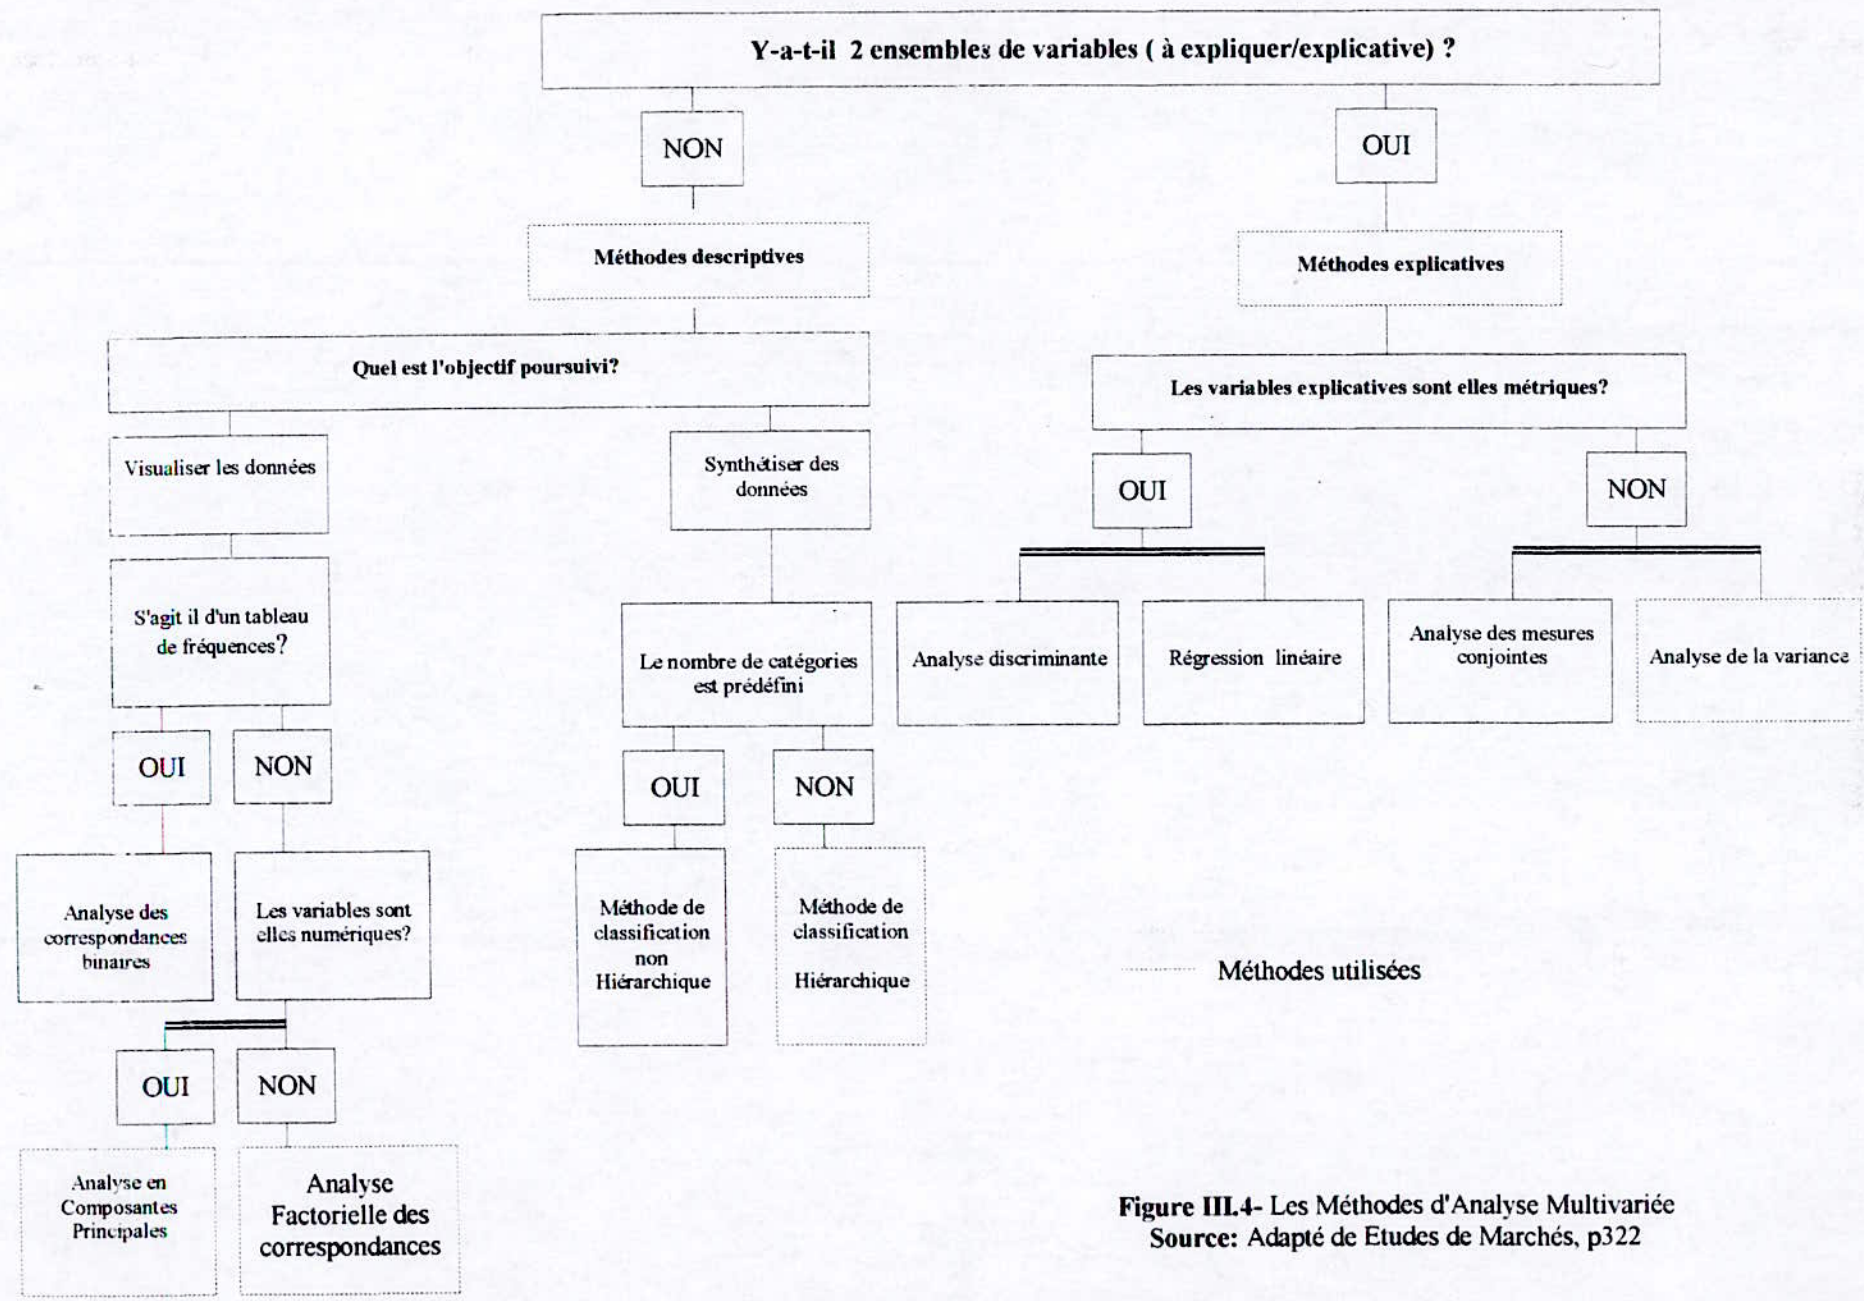 Y-a-t-il 2 ensembles de variables ( à expliquer/explicative) ?
NON
OUI
Méthodes descriptives
Méthodes explicatives
Quel est l'objectif poursuivi?
Les variables explicatives sont elles métriques?
Visualiser les données
Synthétiser des
données
OUI
NON
S'agit il d'un tableau
de fréquences?
Le nombre de catégories
est prédéfini
Analyse discriminante
Régression linéaire
Analyse des mesures
conjointes
Analyse de la variance
OUI
NON
OUI
NON
Analyse des
correspondances
binaires
Les variables sont
elles numériques?
Méthode de
classification
non
Hiérarchique
Méthode de
classification
Hiérarchique
Méthodes utilisées
OUI
NON
Analyse en
Composantes
Principales
Analyse
Factorielle des
correspondances
Figure III.4- Les Méthodes d'Analyse Multivariée
Source: Adapté de Etudes de Marchés, p322